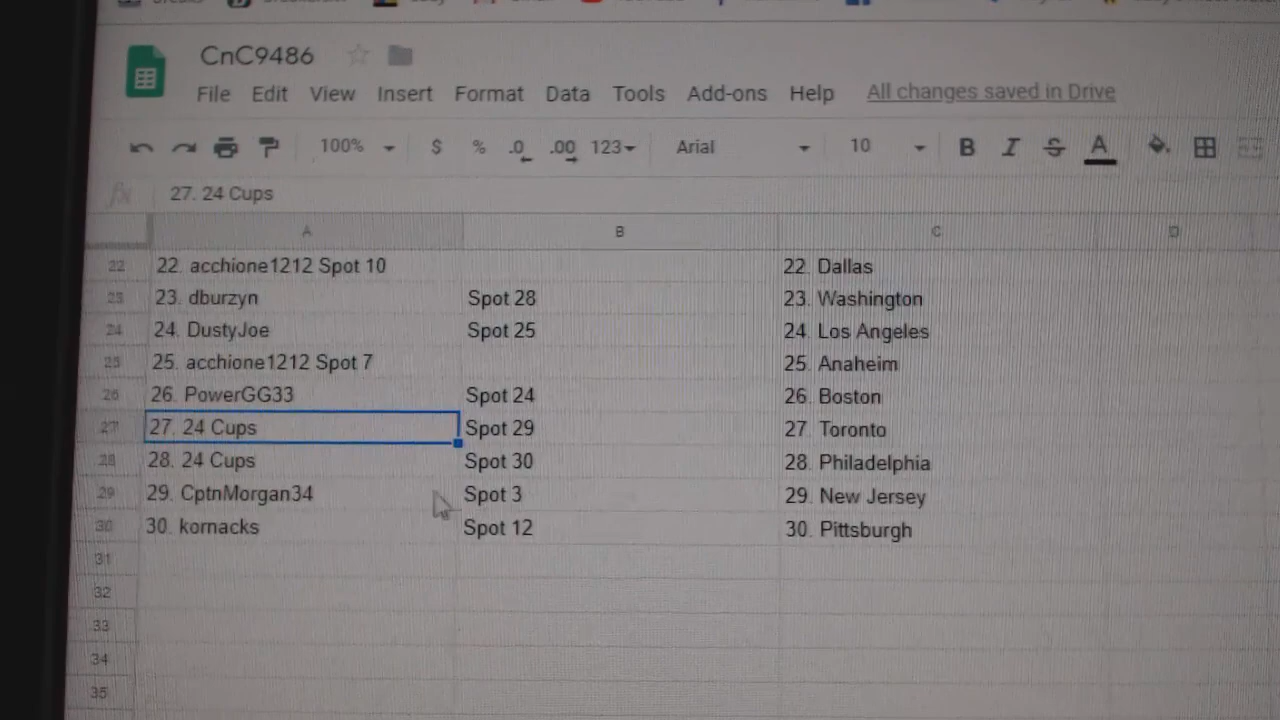 CnC9486
File Edit View Insert Format Data Tools Add-ons Help All changes saved in Drive
100% $ % .0 .00 123 Arial 10 B I S A
fx 27. 24 Cups
A B C D
22 22. acchione1212 Spot 10 22. Dallas
23 23. dburzyn Spot 28 23. Washington
24 24. DustyJoe Spot 25 24. Los Angeles
25 25. acchione1212 Spot 7 25. Anaheim
26 26. PowerGG33 Spot 24 26. Boston
27 27. 24 Cups Spot 29 27. Toronto
28 28. 24 Cups Spot 30 28. Philadelphia
29 29. CptnMorgan34 Spot 3 29. New Jersey
30 30. kornacks Spot 12 30. Pittsburgh
31
32
33
34
35